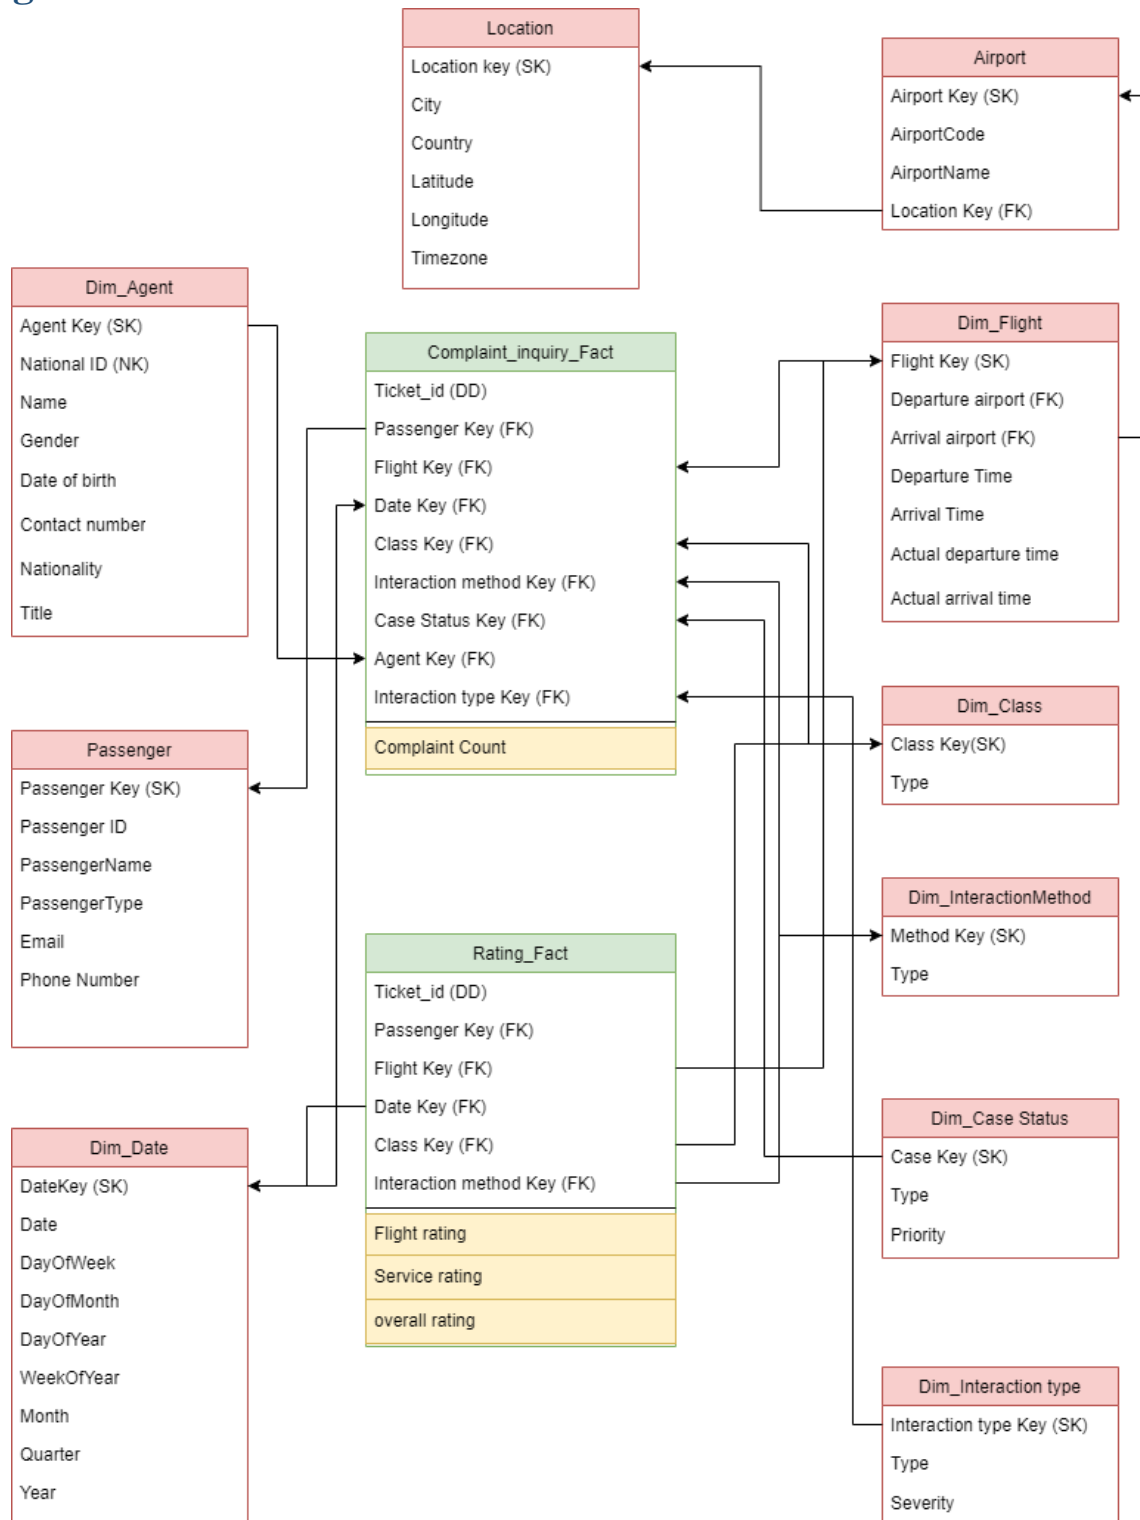 g
Location
Location key (SK)
City
Country
Latitude
Longitude
Timezone
Airport
Airport Key (SK)
AirportCode
AirportName
Location Key (FK)
Dim_Agent
Agent Key (SK)
National ID (NK)
Name
Gender
Date of birth
Contact number
Nationality
Title
Complaint_inquiry_Fact
Ticket_id (DD)
Passenger Key (FK)
Flight Key (FK)
Date Key (FK)
Class Key (FK)
Interaction method Key (FK)
Case Status Key (FK)
Agent Key (FK)
Interaction type Key (FK)
Complaint Count
Dim_Flight
Flight Key (SK)
Departure airport (FK)
Arrival airport (FK)
Departure Time
Arrival Time
Actual departure time
Actual arrival time
Dim_Class
Class Key(SK)
Type
Passenger
Passenger Key (SK)
Passenger ID
PassengerName
PassengerType
Email
Phone Number
Dim_InteractionMethod
Method Key (SK)
Type
Rating_Fact
Ticket_id (DD)
Passenger Key (FK)
Flight Key (FK)
Date Key (FK)
Class Key (FK)
Interaction method Key (FK)
Flight rating
Service rating
overall rating
Dim_Case Status
Case Key (SK)
Type
Priority
Dim_Date
DateKey (SK)
Date
DayOfWeek
DayOfMonth
DayOfYear
WeekOfYear
Month
Quarter
Year
Dim_Interaction type
Interaction type Key (SK)
Type
Severity